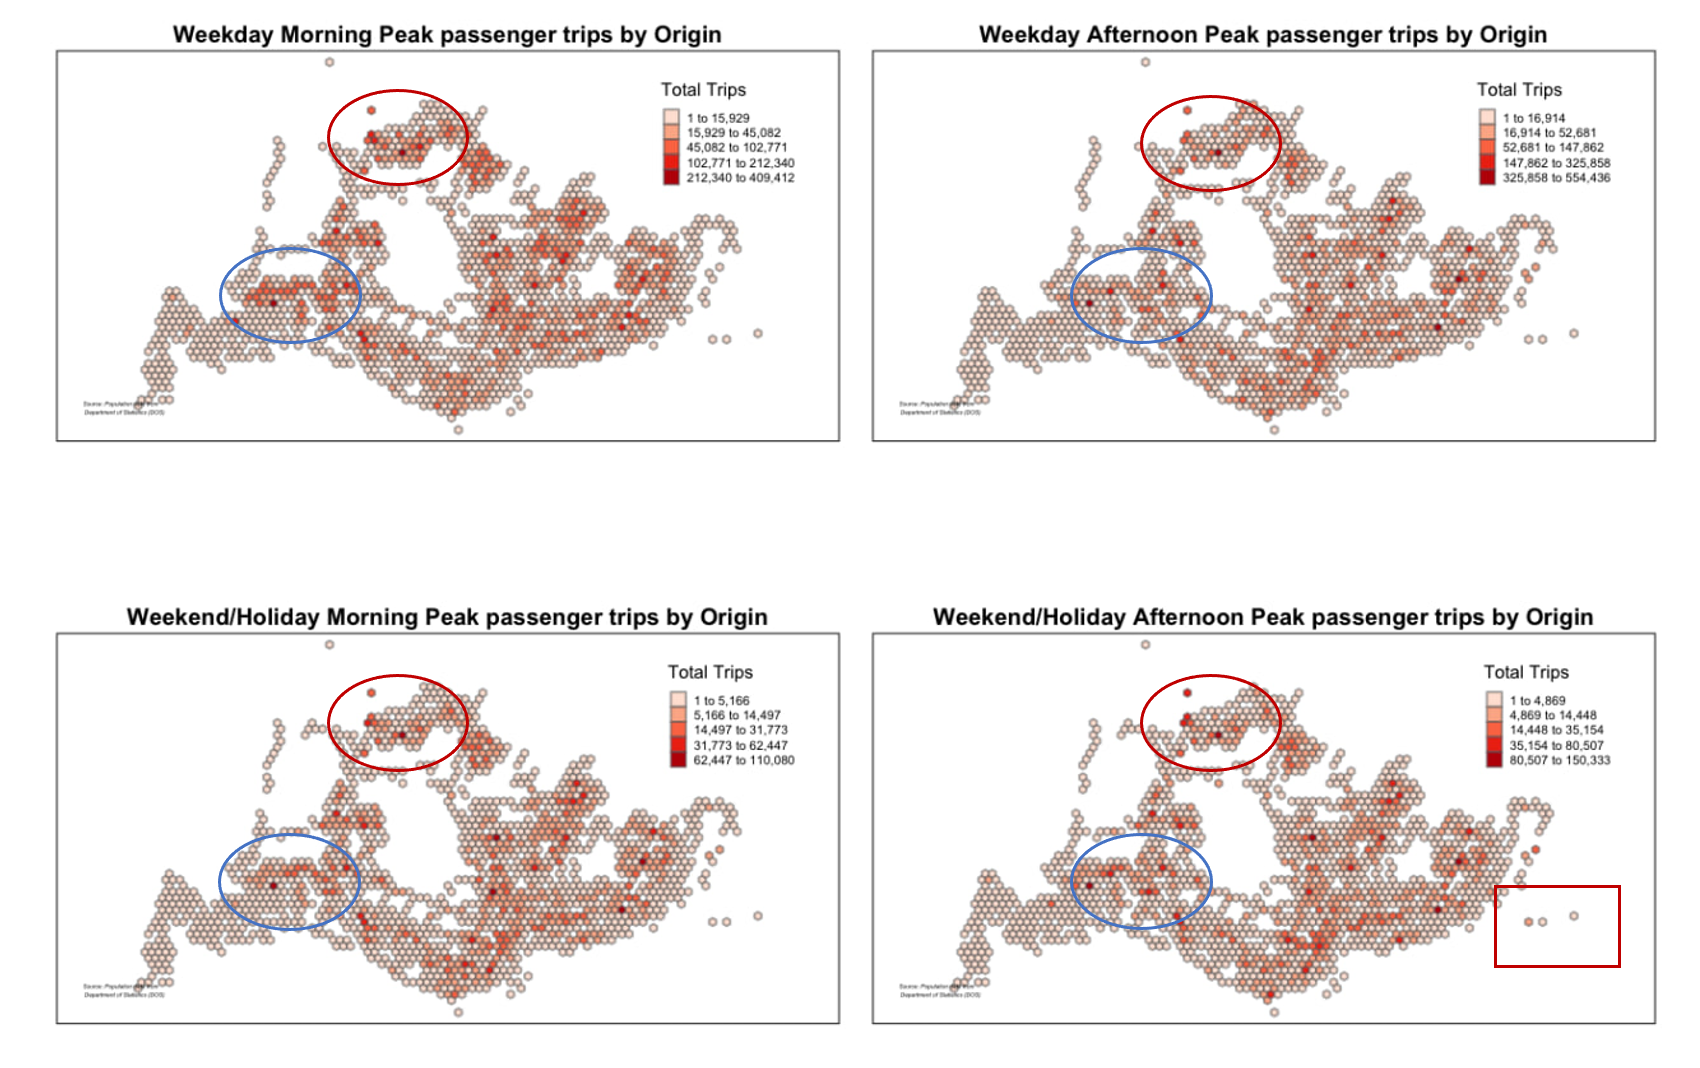 Weekday Morning Peak passenger trips by Origin
Total Trips
1 to 15,929
15,929 to 45,082
45,082 to 102,771
102,771 to 212,340
212,340 to 409,412
Source: Population
Department of Statistics (DOS)
Weekday Afternoon Peak passenger trips by Origin
Total Trips
1 to 16,914
16,914 to 52,681
52,681 to 147,862
147,862 to 325,858
325,858 to 554,436
Source: Population
Department of Statistics (DOS)
Weekend/Holiday Morning Peak passenger trips by Origin
Total Trips
1 to 5,166
5,166 to 14,497
14,497 to 31,773
31,773 to 62,447
62,447 to 110,080
Source: Population
Department of Statistics (DOS)
Weekend/Holiday Afternoon Peak passenger trips by Origin
Total Trips
1 to 4,869
4,869 to 14,448
14,448 to 35,154
35,154 to 80,507
80,507 to 150,333
Source: Population
Department of Statistics (DOS)